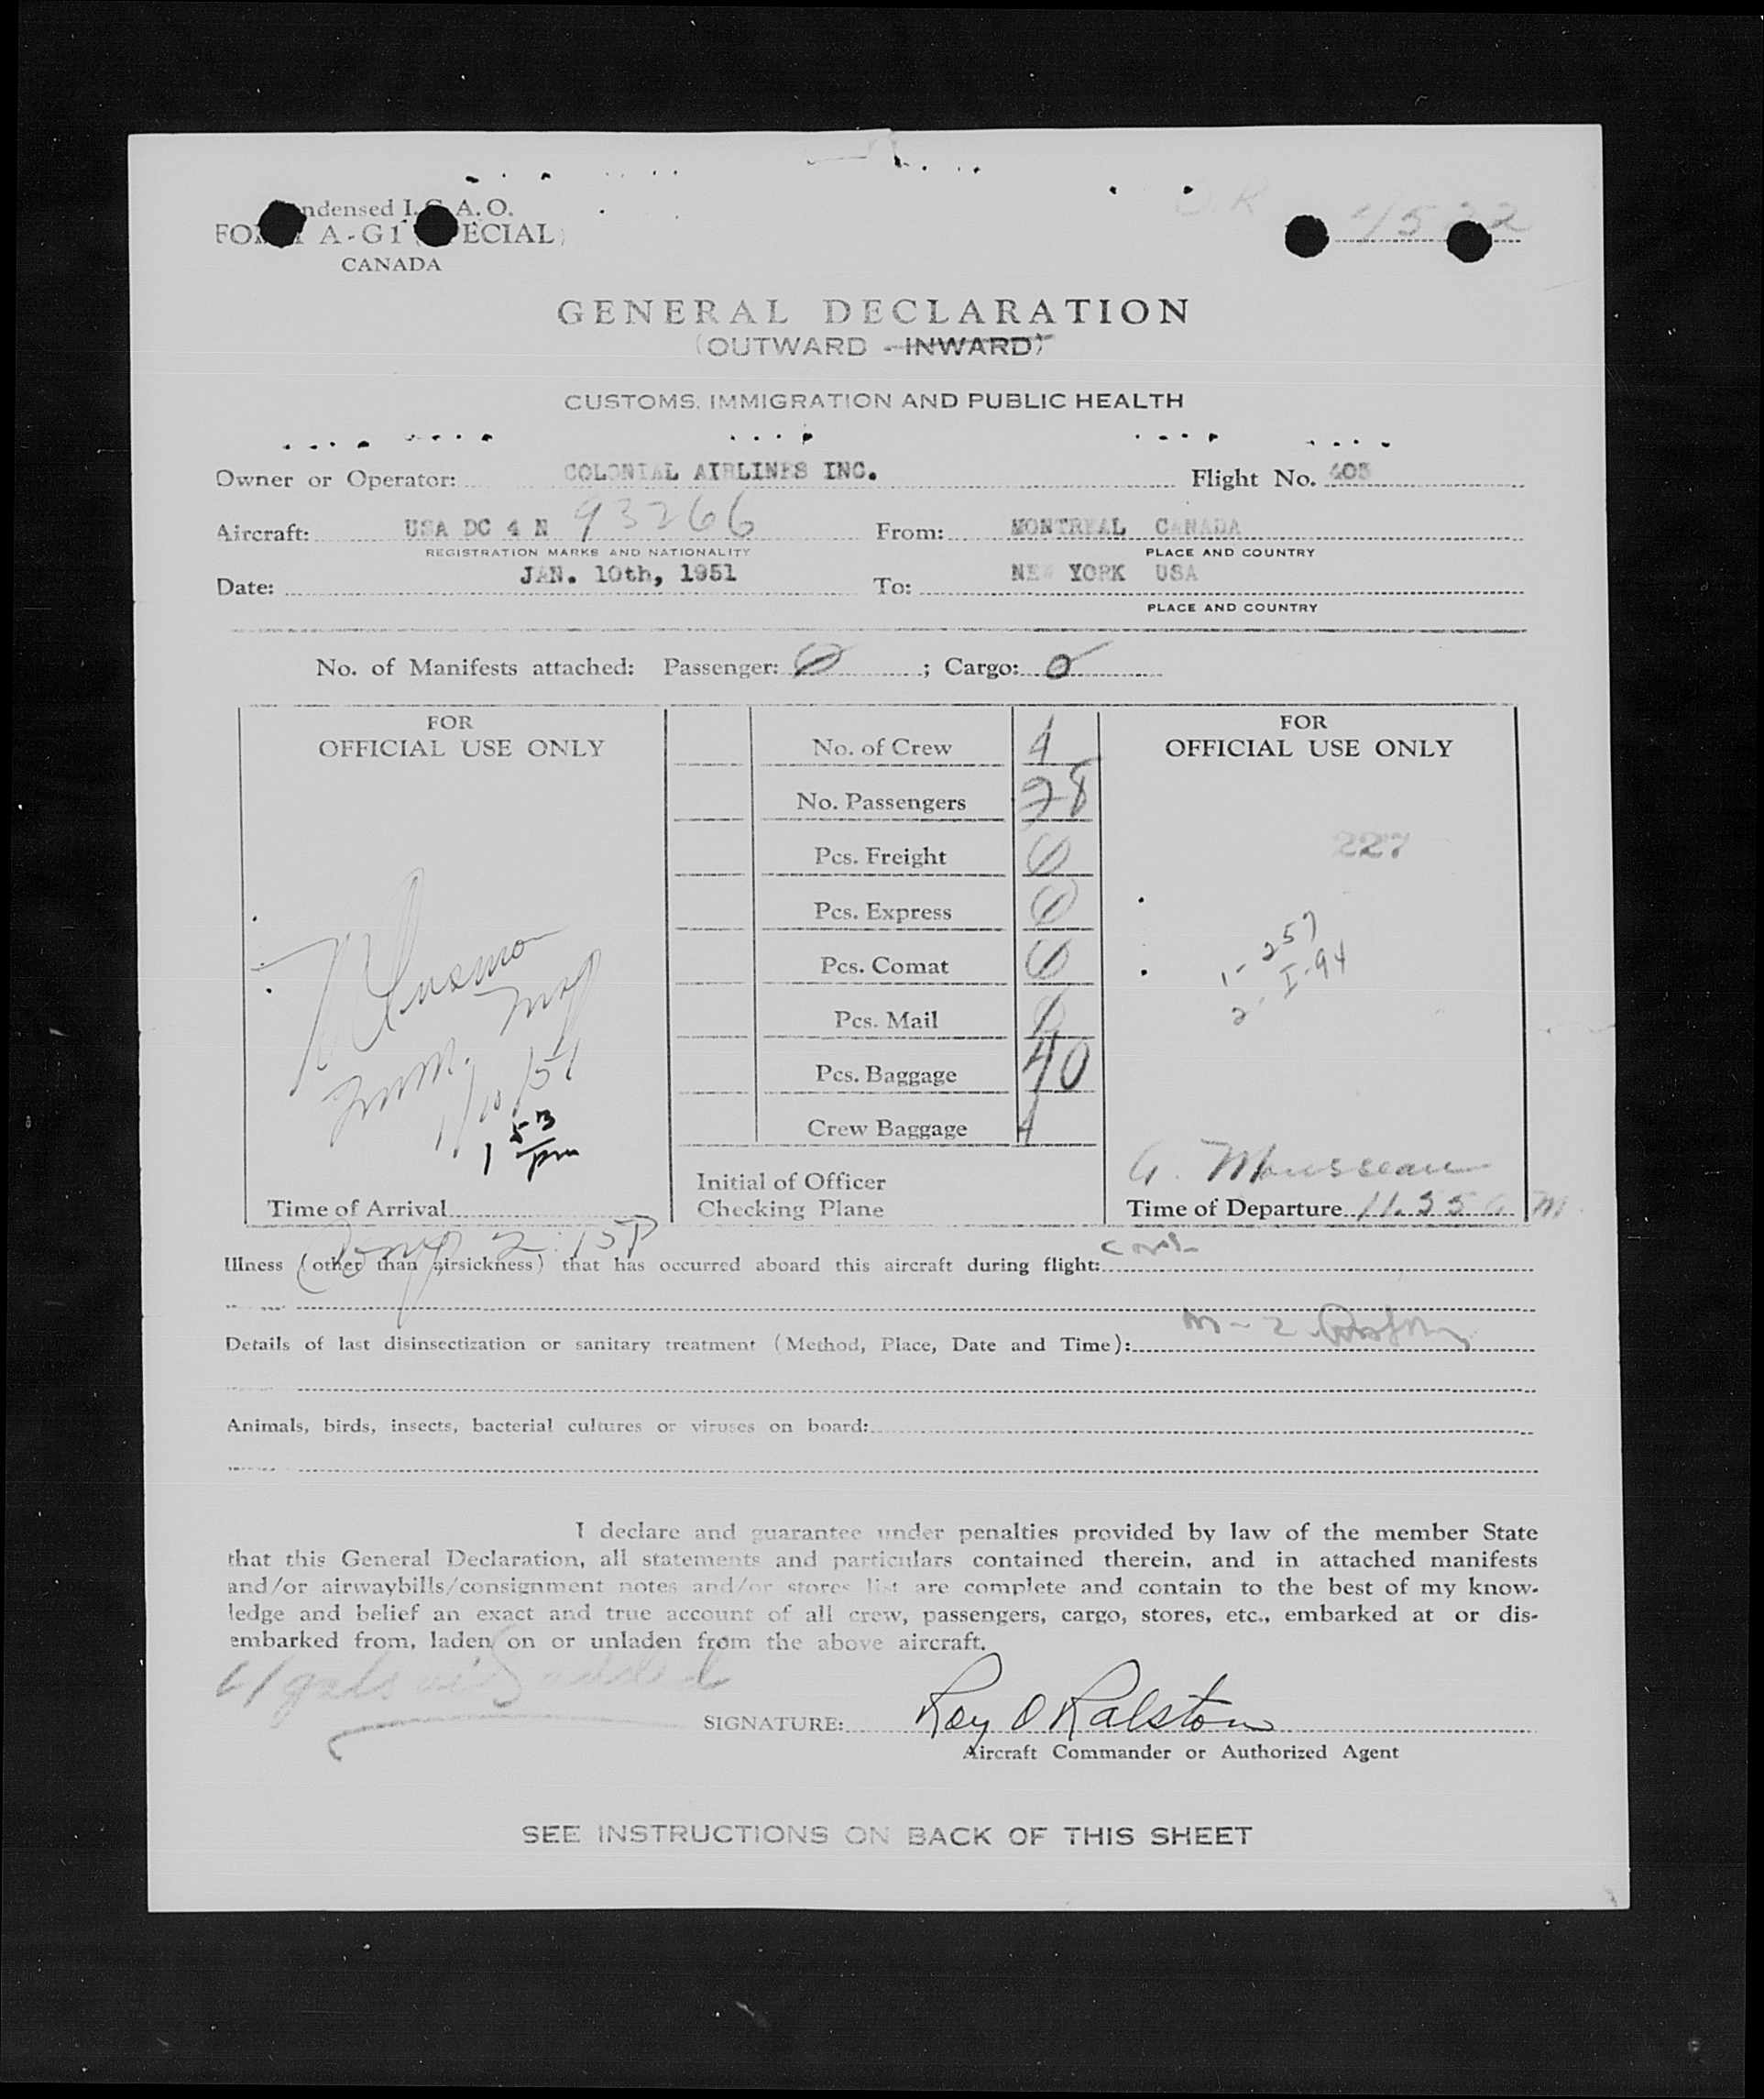 ndensed I.C.A.O.
FORM A-G1 (SPECIAL)
CANADA
GENERAL DECLARATION
(OUTWARD - INWARD)
CUSTOMS, IMMIGRATION AND PUBLIC HEALTH
Owner or Operator: COLONIAL AIRLINES INC. Flight No. 405
Aircraft: USA DC 4 N 93266 From: MONTREAL CANADA
REGISTRATION MARKS AND NATIONALITY PLACE AND COUNTRY
Date: JAN. 10th, 1951 To: NEW YORK USA
PLACE AND COUNTRY
No. of Manifests attached: Passenger: 0 ; Cargo: 0
FOR
OFFICIAL USE ONLY
No. of Crew 4
No. Passengers 28
Pcs. Freight 0
Pcs. Express 0
Pcs. Comat 0
Pcs. Mail
Pcs. Baggage 40
Crew Baggage 4
Initial of Officer
Checking Plane
1/10/51
1 53 pm
Time of Arrival
FOR
OFFICIAL USE ONLY
227
1- 257
2- I-94
G. Mousseau
Time of Departure 11.55 A M.
2:15P
Illness (other than airsickness) that has occurred aboard this aircraft during flight:
Details of last disinsectization or sanitary treatment (Method, Place, Date and Time):
Animals, birds, insects, bacterial cultures or viruses on board:
I declare and guarantee under penalties provided by law of the member State
that this General Declaration, all statements and particulars contained therein, and in attached manifests
and/or airwaybills/consignment notes and/or stores list are complete and contain to the best of my know-
ledge and belief an exact and true account of all crew, passengers, cargo, stores, etc., embarked at or dis-
embarked from, laden on or unladen from the above aircraft.
SIGNATURE: Roy O Ralston
Aircraft Commander or Authorized Agent
SEE INSTRUCTIONS ON BACK OF THIS SHEET